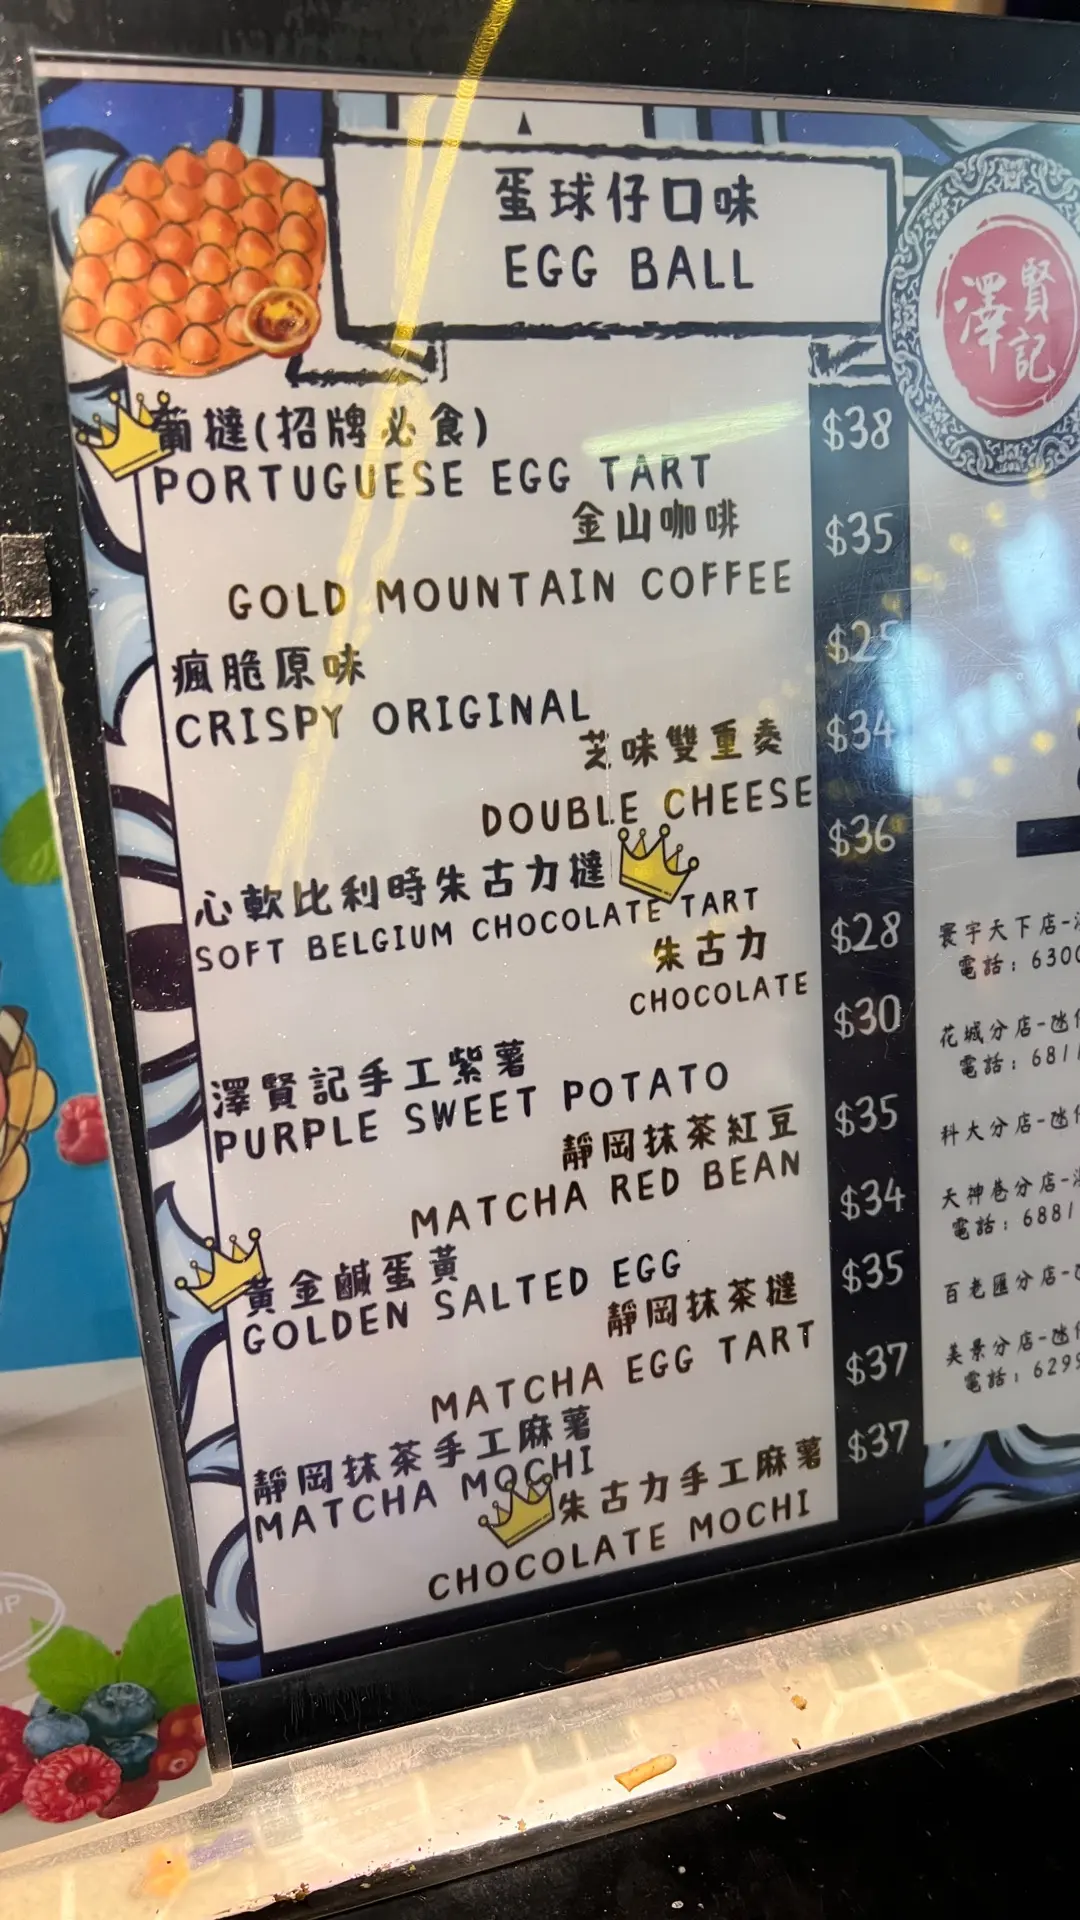 蛋球仔口味
EGG BALL
澤賢記
葡撻(招牌必食)
$38
PORTUGUESE EGG TART
金山咖啡
$35
GOLD MOUNTAIN COFFEE
瘋脆原味
$25
CRISPY ORIGINAL
芝味雙重奏
$34
DOUBLE CHEESE
心軟比利時朱古力撻
$36
SOFT BELGIUM CHOCOLATE TART
朱古力
$28
CHOCOLATE
澤賢記手工紫薯
$30
PURPLE SWEET POTATO
靜岡抹茶紅豆
$35
MATCHA RED BEAN
黃金鹹蛋黃
$34
GOLDEN SALTED EGG
靜岡抹茶撻
$35
MATCHA EGG TART
靜岡抹茶手工麻薯
$37
MATCHA MOCHI
朱古力手工麻薯
$37
CHOCOLATE MOCHI
寰宇天下店-
電話: 6300
花城分店-氹
電話: 681
科大分店-氹
天神巷分店-
電話: 6881
百老匯分店-
美景分店-氹
電話: 629